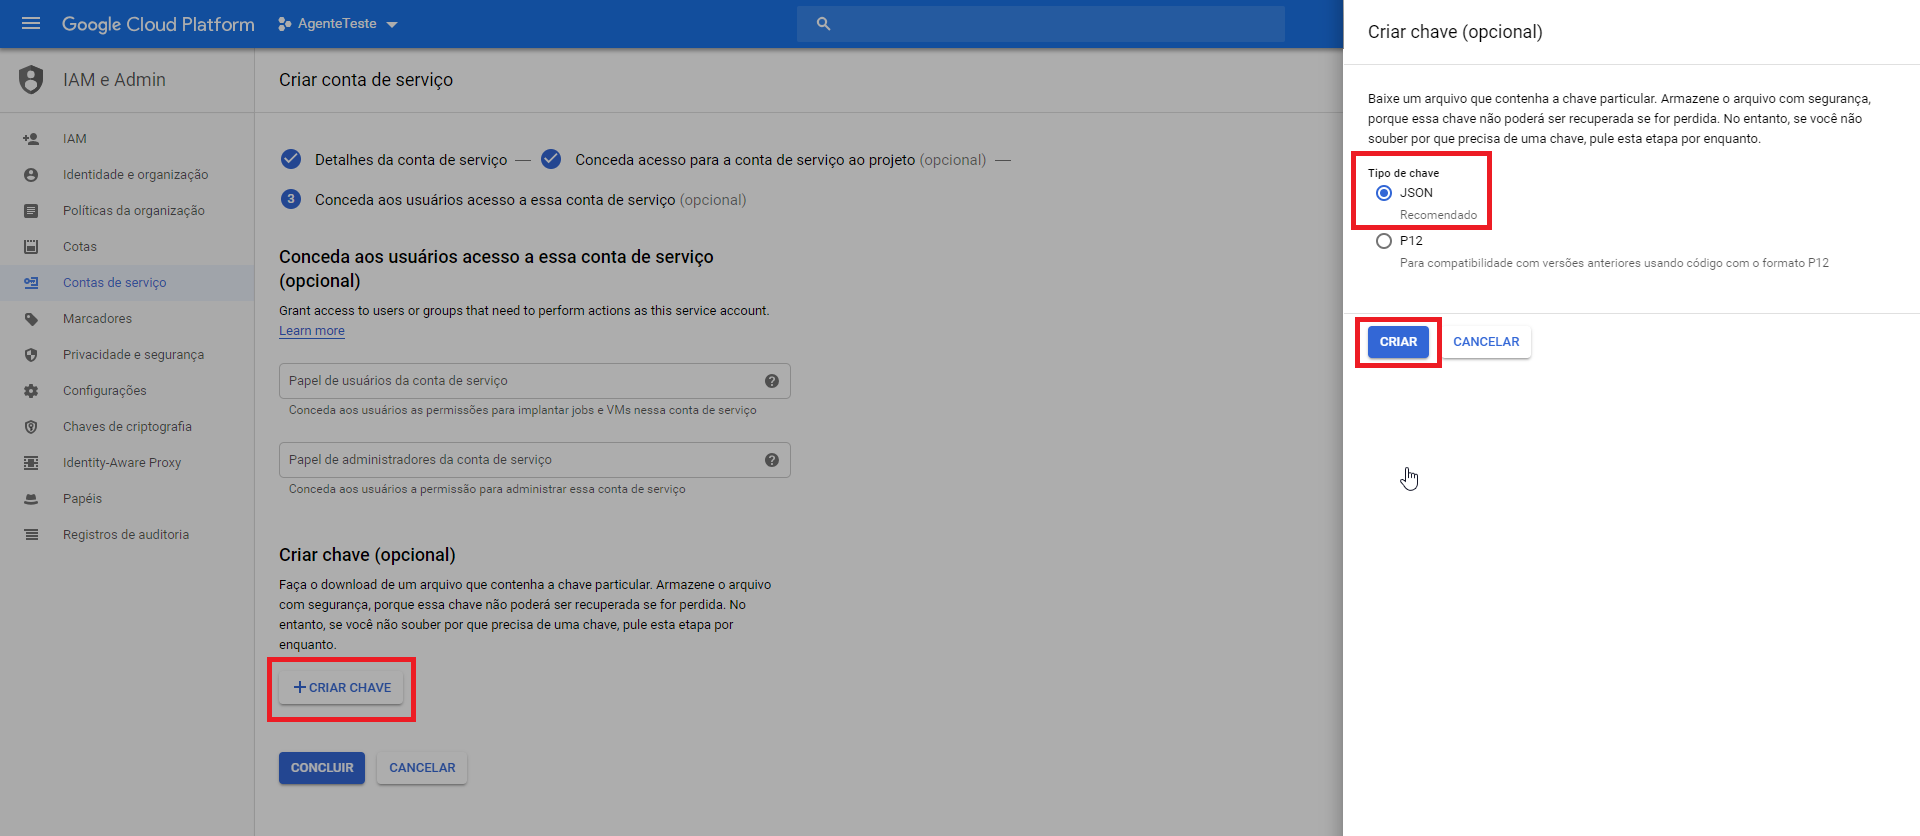 Google Cloud Platform
AgenteTeste
IAM e Admin
IAM
Identidade e organização
Políticas da organização
Cotas
Contas de serviço
Marcadores
Privacidade e segurança
Configurações
Chaves de criptografia
Identity-Aware Proxy
Papéis
Registros de auditoria
Criar conta de serviço
Detalhes da conta de serviço — Conceda acesso para a conta de serviço ao projeto (opcional) —
3 Conceda aos usuários acesso a essa conta de serviço (opcional)
Conceda aos usuários acesso a essa conta de serviço
(opcional)
Grant access to users or groups that need to perform actions as this service account.
Learn more
Papel de usuários da conta de serviço ?
Conceda aos usuários as permissões para implantar jobs e VMs nessa conta de serviço
Papel de administradores da conta de serviço ?
Conceda aos usuários a permissão para administrar essa conta de serviço
Criar chave (opcional)
Faça o download de um arquivo que contenha a chave particular. Armazene o arquivo
com segurança, porque essa chave não poderá ser recuperada se for perdida. No
entanto, se você não souber por que precisa de uma chave, pule esta etapa por
enquanto.
+ CRIAR CHAVE
CONCLUIR CANCELAR
Criar chave (opcional)
Baixe um arquivo que contenha a chave particular. Armazene o arquivo com segurança,
porque essa chave não poderá ser recuperada se for perdida. No entanto, se você não
souber por que precisa de uma chave, pule esta etapa por enquanto.
Tipo de chave
JSON
Recomendado
P12
Para compatibilidade com versões anteriores usando código com o formato P12
CRIAR CANCELAR